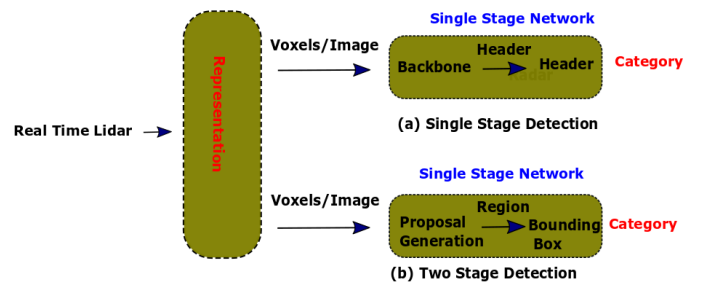 Single Stage Network
Voxels/Image
Header
Backbone
Header
Radar
Category
Representation
Real Time Lidar
(a) Single Stage Detection
Single Stage Network
Voxels/Image
Region
Proposal
Generation
Bounding
Box
Category
(b) Two Stage Detection